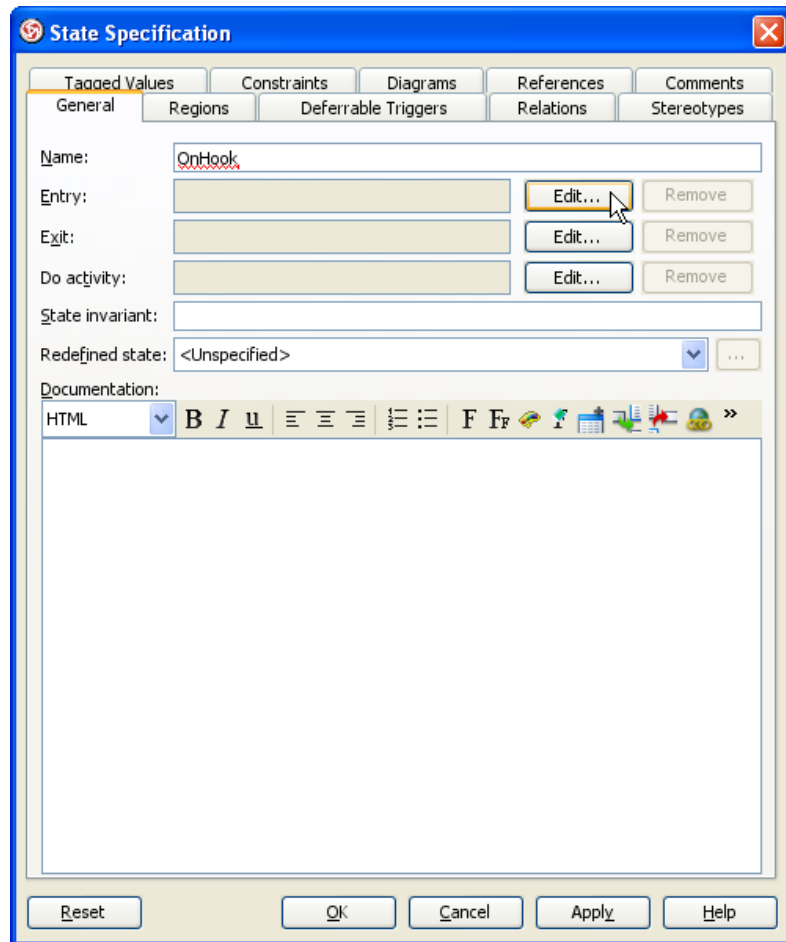 State Specification
Tagged Values Constraints Diagrams References Comments
General Regions Deferrable Triggers Relations Stereotypes
Name: OnHook
Entry: Edit... Remove
Exit: Edit... Remove
Do activity: Edit... Remove
State invariant:
Redefined state: <Unspecified> ...
Documentation:
HTML B I u F FF f »
Reset OK Cancel Apply Help